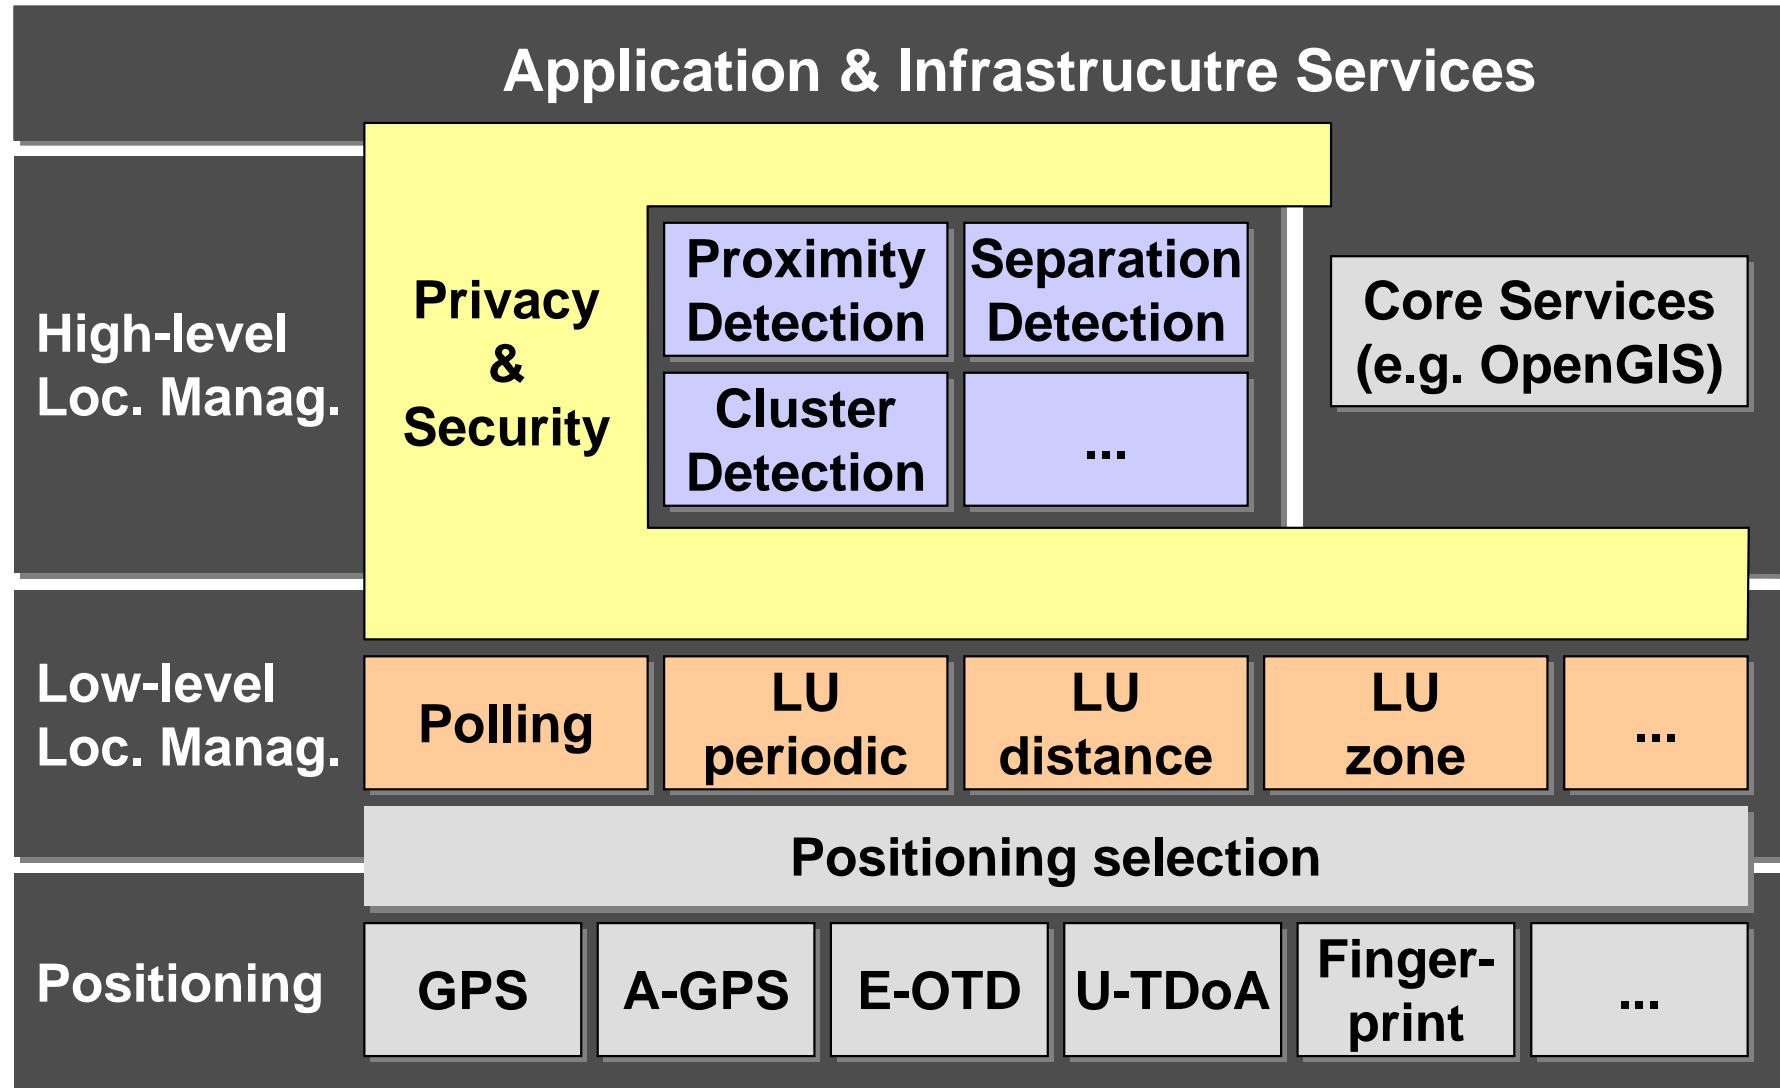 Application & Infrastrucutre Services
High-level
Loc. Manag.
Privacy
&
Security
Proximity
Detection
Separation
Detection
Cluster
Detection
...
Core Services
(e.g. OpenGIS)
Low-level
Loc. Manag.
Polling
LU
periodic
LU
distance
LU
zone
...
Positioning selection
Positioning
GPS
A-GPS
E-OTD
U-TDoA
Finger-
print
...